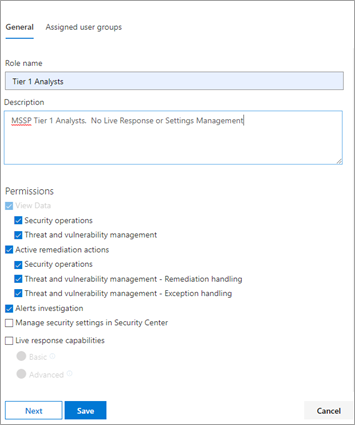 General Assigned user groups
Role name
Tier 1 Analysts
Description
MSSP Tier 1 Analysts. No Live Response or Settings Management
Permissions
View Data
Security operations
Threat and vulnerability management
Active remediation actions
Security operations
Threat and vulnerability management - Remediation handling
Threat and vulnerability management - Exception handling
Alerts investigation
Manage security settings in Security Center
Live response capabilities
Basic
Advanced
Next Save Cancel